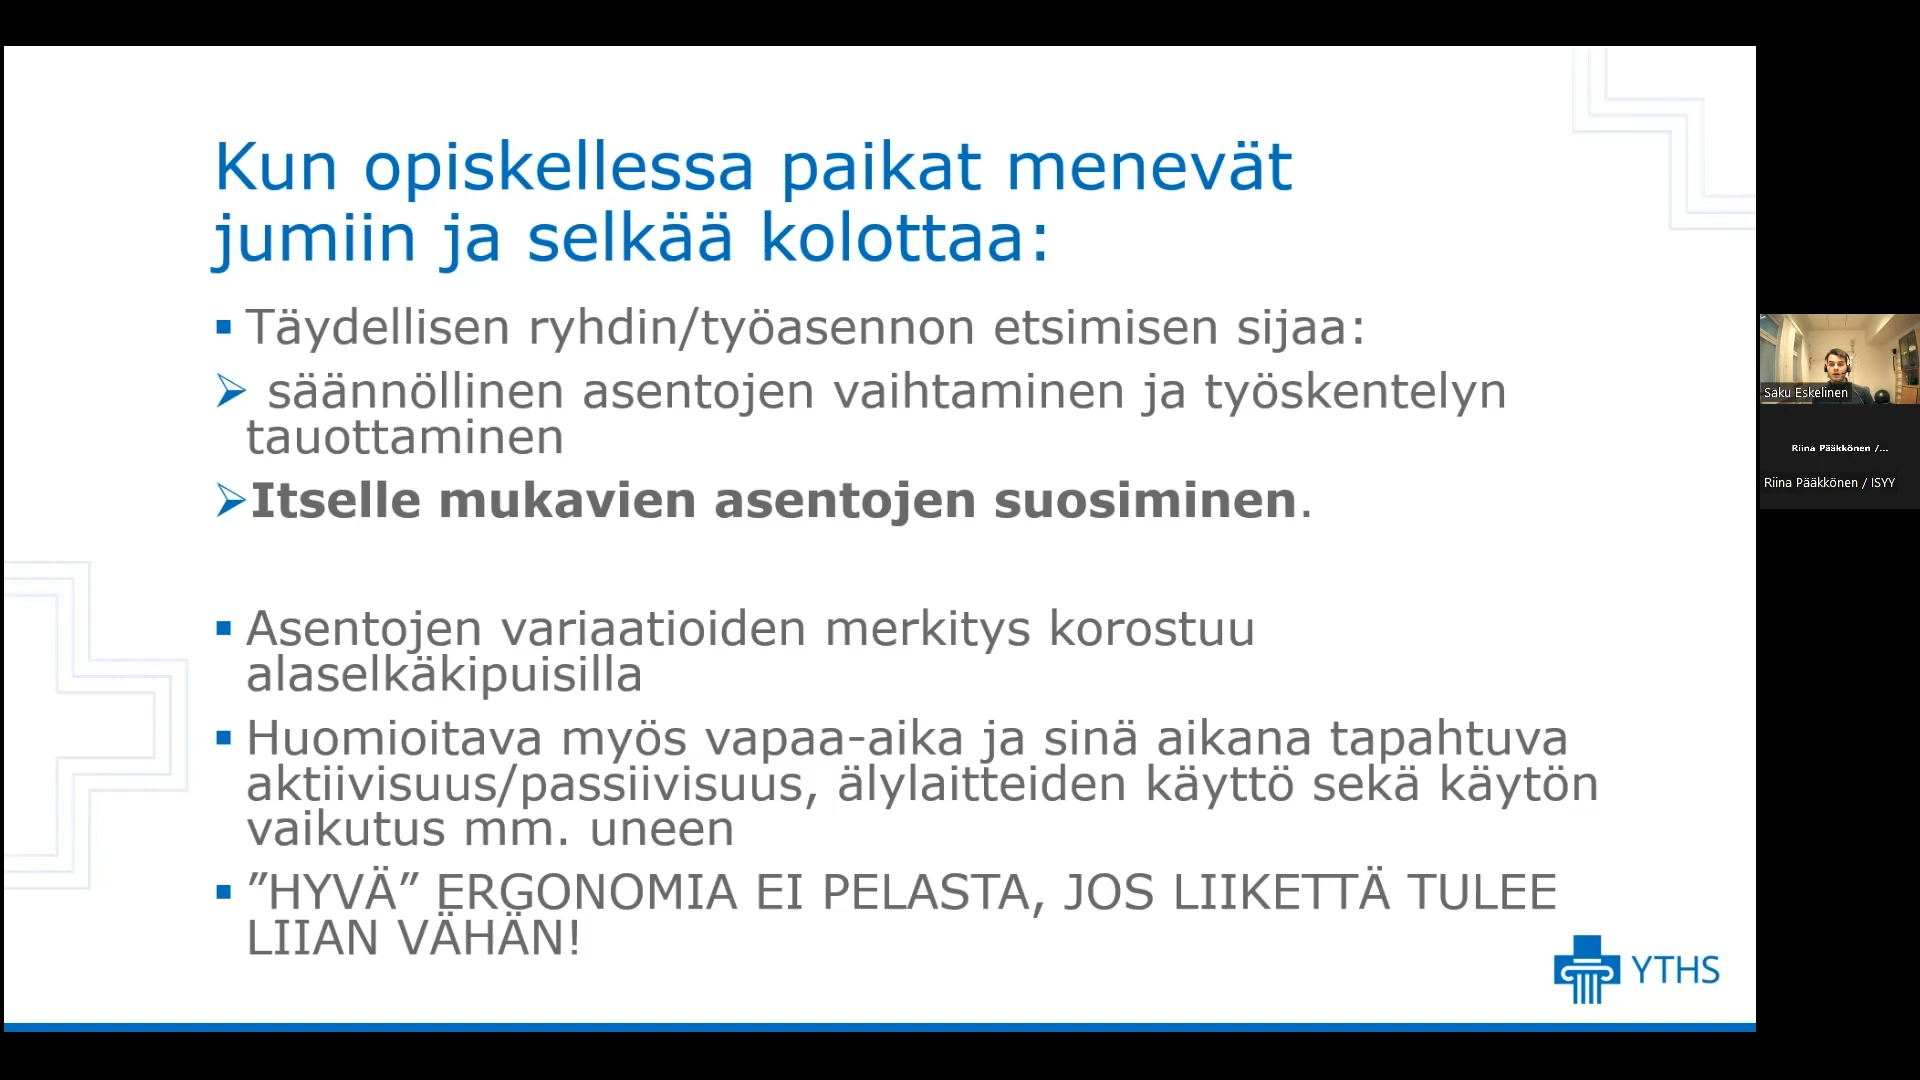 Kun opiskellessa paikat menevät
jumiin ja selkää kolottaa:
▪ Täydellisen ryhdin/työasennon etsimisen sijaa:
➢ säännöllinen asentojen vaihtaminen ja työskentelyn
tauottaminen
➢Itselle mukavien asentojen suosiminen.
▪ Asentojen variaatioiden merkitys korostuu
alaselkäkipuisilla
▪ Huomioitava myös vapaa-aika ja sinä aikana tapahtuva
aktiivisuus/passiivisuus, älylaitteiden käyttö sekä käytön
vaikutus mm. uneen
▪ ”HYVÄ” ERGONOMIA EI PELASTA, JOS LIIKETTÄ TULEE
LIIAN VÄHÄN!
YTHS
Saku Eskelinen
Riina Pääkkönen /...
Riina Pääkkönen / ISYY